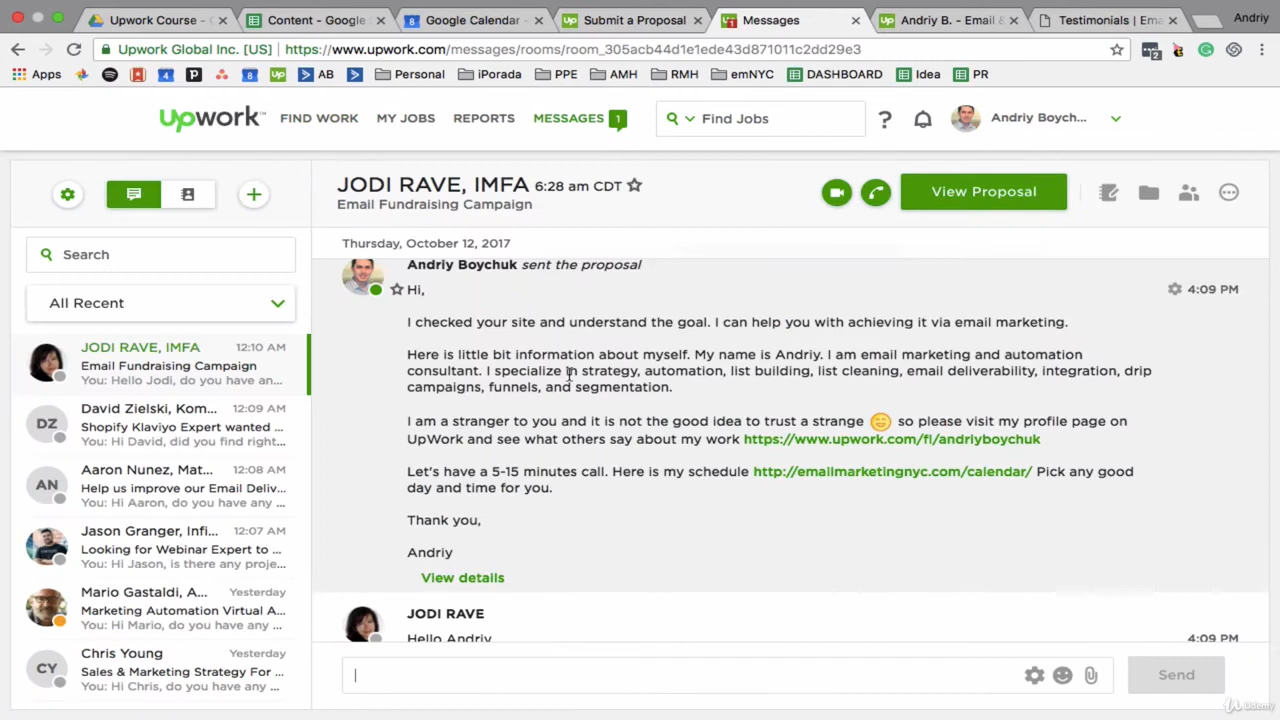 Upwork Course - C
Content - Google
Google Calendar -
Submit a Proposal
Messages
Andriy B. - Email &
Testimonials | Ema
Andriy
Upwork Global Inc. [US] https://www.upwork.com/messages/rooms/room_305acb44d1e1ede43d871011c2dd29e3
Apps AB Personal iPorada PPE AMH RMH emNYC DASHBOARD Idea PR
upwork FIND WORK MY JOBS REPORTS MESSAGES 1 Find Jobs ? Andriy Boych...
JODI RAVE, IMFA 6:28 am CDT
Email Fundraising Campaign
View Proposal
Search
All Recent
JODI RAVE, IMFA 12:10 AM
Email Fundraising Campaign
You: Hello Jodi, do you have an...
DZ
David Zielski, Kom... 12:09 AM
Shopify Klaviyo Expert wanted ...
You: Hi David, did you find right...
AN
Aaron Nunez, Mat... 12:08 AM
Help us improve our Email Deliv...
You: Hi Aaron, do you have any ...
Jason Granger, Infi... 12:07 AM
Looking for Webinar Expert to ...
You: Hi Jason, is there any proje...
Mario Gastaldi, A... Yesterday
Marketing Automation Virtual A...
You: Hi Mario, do you have any ...
CY
Chris Young Yesterday
Sales & Marketing Strategy For ...
You: Hi Chris, do you have any ...
Thursday, October 12, 2017
Andriy Boychuk sent the proposal
Hi, 4:09 PM
I checked your site and understand the goal. I can help you with achieving it via email marketing.
Here is little bit information about myself. My name is Andriy. I am email marketing and automation
consultant. I specialize in strategy, automation, list building, list cleaning, email deliverability, integration, drip
campaigns, funnels, and segmentation.
I am a stranger to you and it is not the good idea to trust a strange 😊 so please visit my profile page on
UpWork and see what others say about my work https://www.upwork.com/fl/andriyboychuk
Let's have a 5-15 minutes call. Here is my schedule http://emailmarketingnyc.com/calendar/ Pick any good
day and time for you.
Thank you,
Andriy
View details
JODI RAVE
Hello Andriy 4:09 PM
Send
Udemy